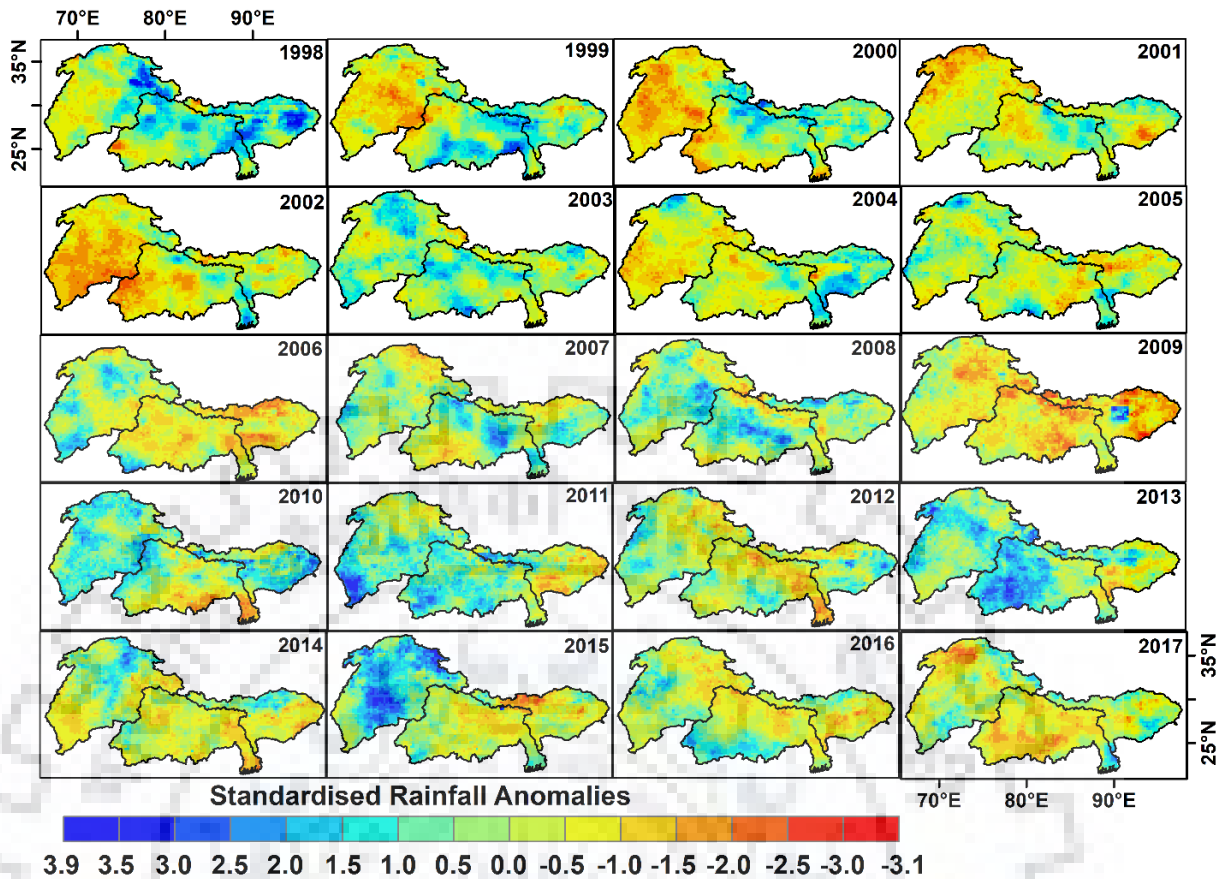 70°E 80°E 90°E
35°N 1998 1999 2000 2001
25°N
2002 2003 2004 2005
2006 2007 2008 2009
2010 2011 2012 2013
2014 2015 2016 2017 35°N
25°N
Standardised Rainfall Anomalies 70°E 80°E 90°E
3.9 3.5 3.0 2.5 2.0 1.5 1.0 0.5 0.0 -0.5 -1.0 -1.5 -2.0 -2.5 -3.0 -3.1